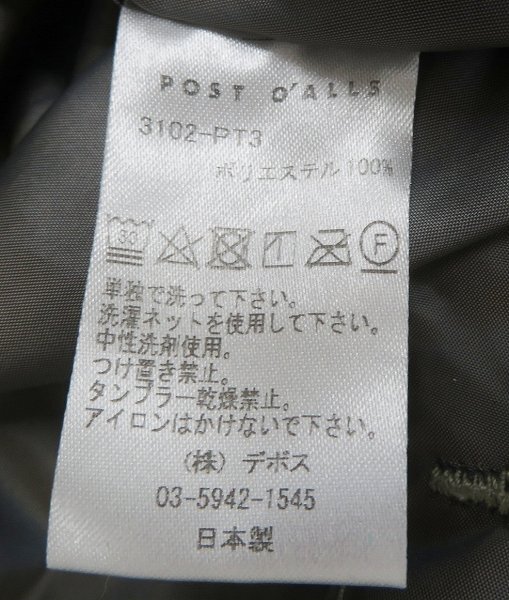 POST O'ALLS
3102-PT3
ポリエステル 100%
30 F
単独で洗って下さい。
洗濯ネットを使用して下さい。
中性洗剤使用。
つけ置き禁止。
タンブラー乾燥禁止。
アイロンはかけないで下さい。
(株) デボス
03-5942-1545
日本製